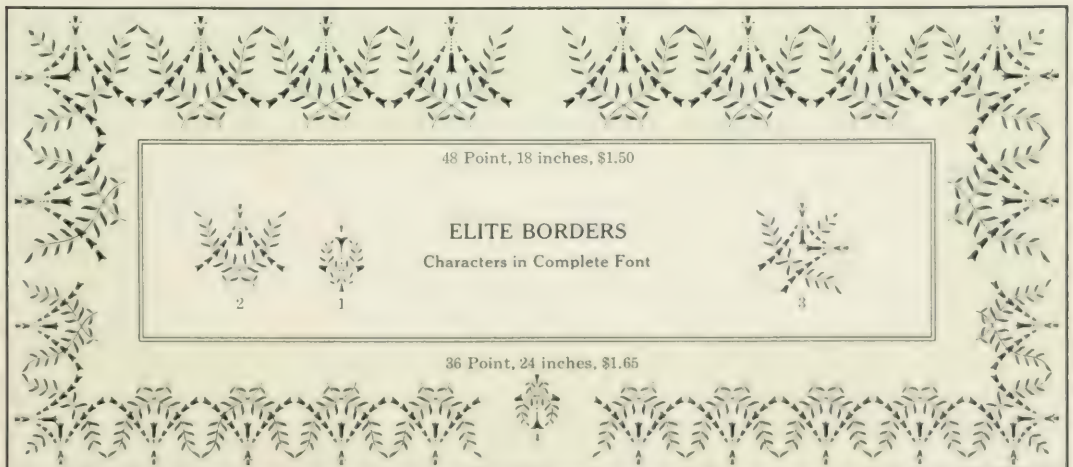 48 Point, 18 inches, $1.50
ELITE BORDERS
Characters in Complete Font
2 1 3
36 Point, 24 inches, $1.65